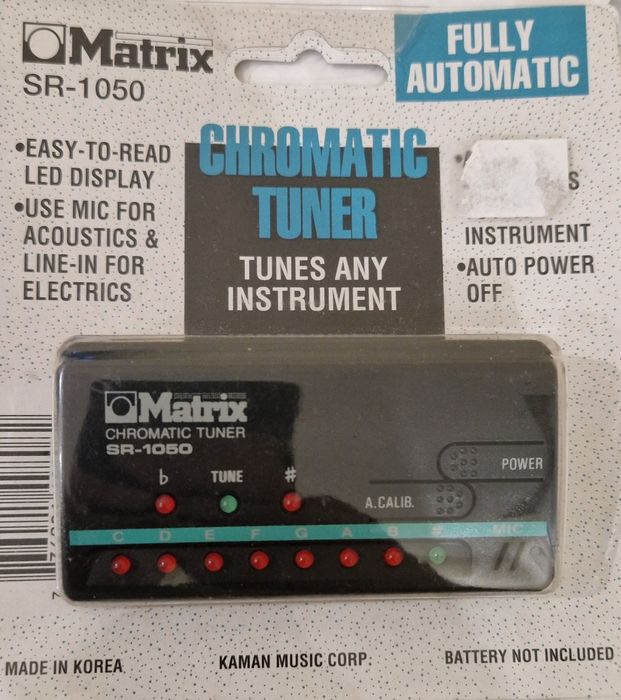 Matrix
SR-1050
FULLY
AUTOMATIC
•EASY-TO-READ
LED DISPLAY
•USE MIC FOR
ACOUSTICS &
LINE-IN FOR
ELECTRICS
CHROMATIC
TUNER
TUNES ANY
INSTRUMENT
INSTRUMENT
•AUTO POWER
OFF
Matrix
CHROMATIC TUNER
SR-1050
♭ TUNE #
POWER
A.CALIB.
C D E F G A B # MIC
MADE IN KOREA
KAMAN MUSIC CORP.
BATTERY NOT INCLUDED